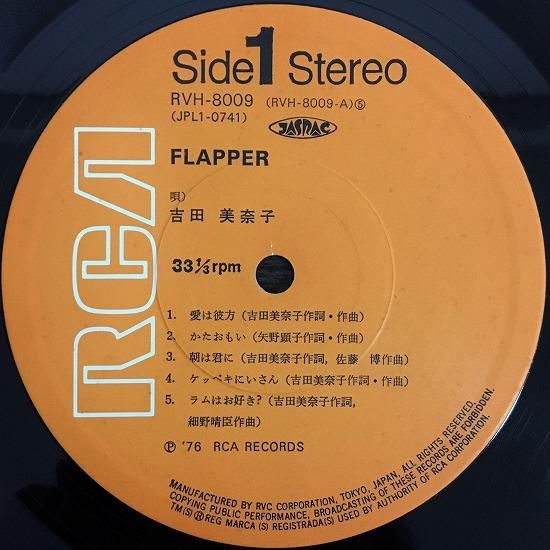 Side 1 Stereo
RVH-8009 (RVH-8009-A)⑤
(JPL1-0741) JASRAC
FLAPPER
唄)
吉田 美奈子
33⅓rpm
1. 愛は彼方 (吉田美奈子作詞・作曲)
2. かたおもい (矢野顕子作詞・作曲)
3. 朝は君に (吉田美奈子作詞, 佐藤 博作曲)
4. ケッペキにいさん (吉田美奈子作詞・作曲)
5. ラムはお好き? (吉田美奈子作詞,
細野晴臣作曲)
Ⓟ '76 RCA RECORDS
RCA
MANUFACTURED BY RVC CORPORATION, TOKYO, JAPAN, ALL RIGHTS RESERVED.
COPYING PUBLIC PERFORMANCE, BROADCASTING OF THESE RECORDS ARE FORBIDDEN.
TM(S)®REG MARCA(S) REGISTRADA(S) USED BY AUTHORITY OF RCA CORPORATION.